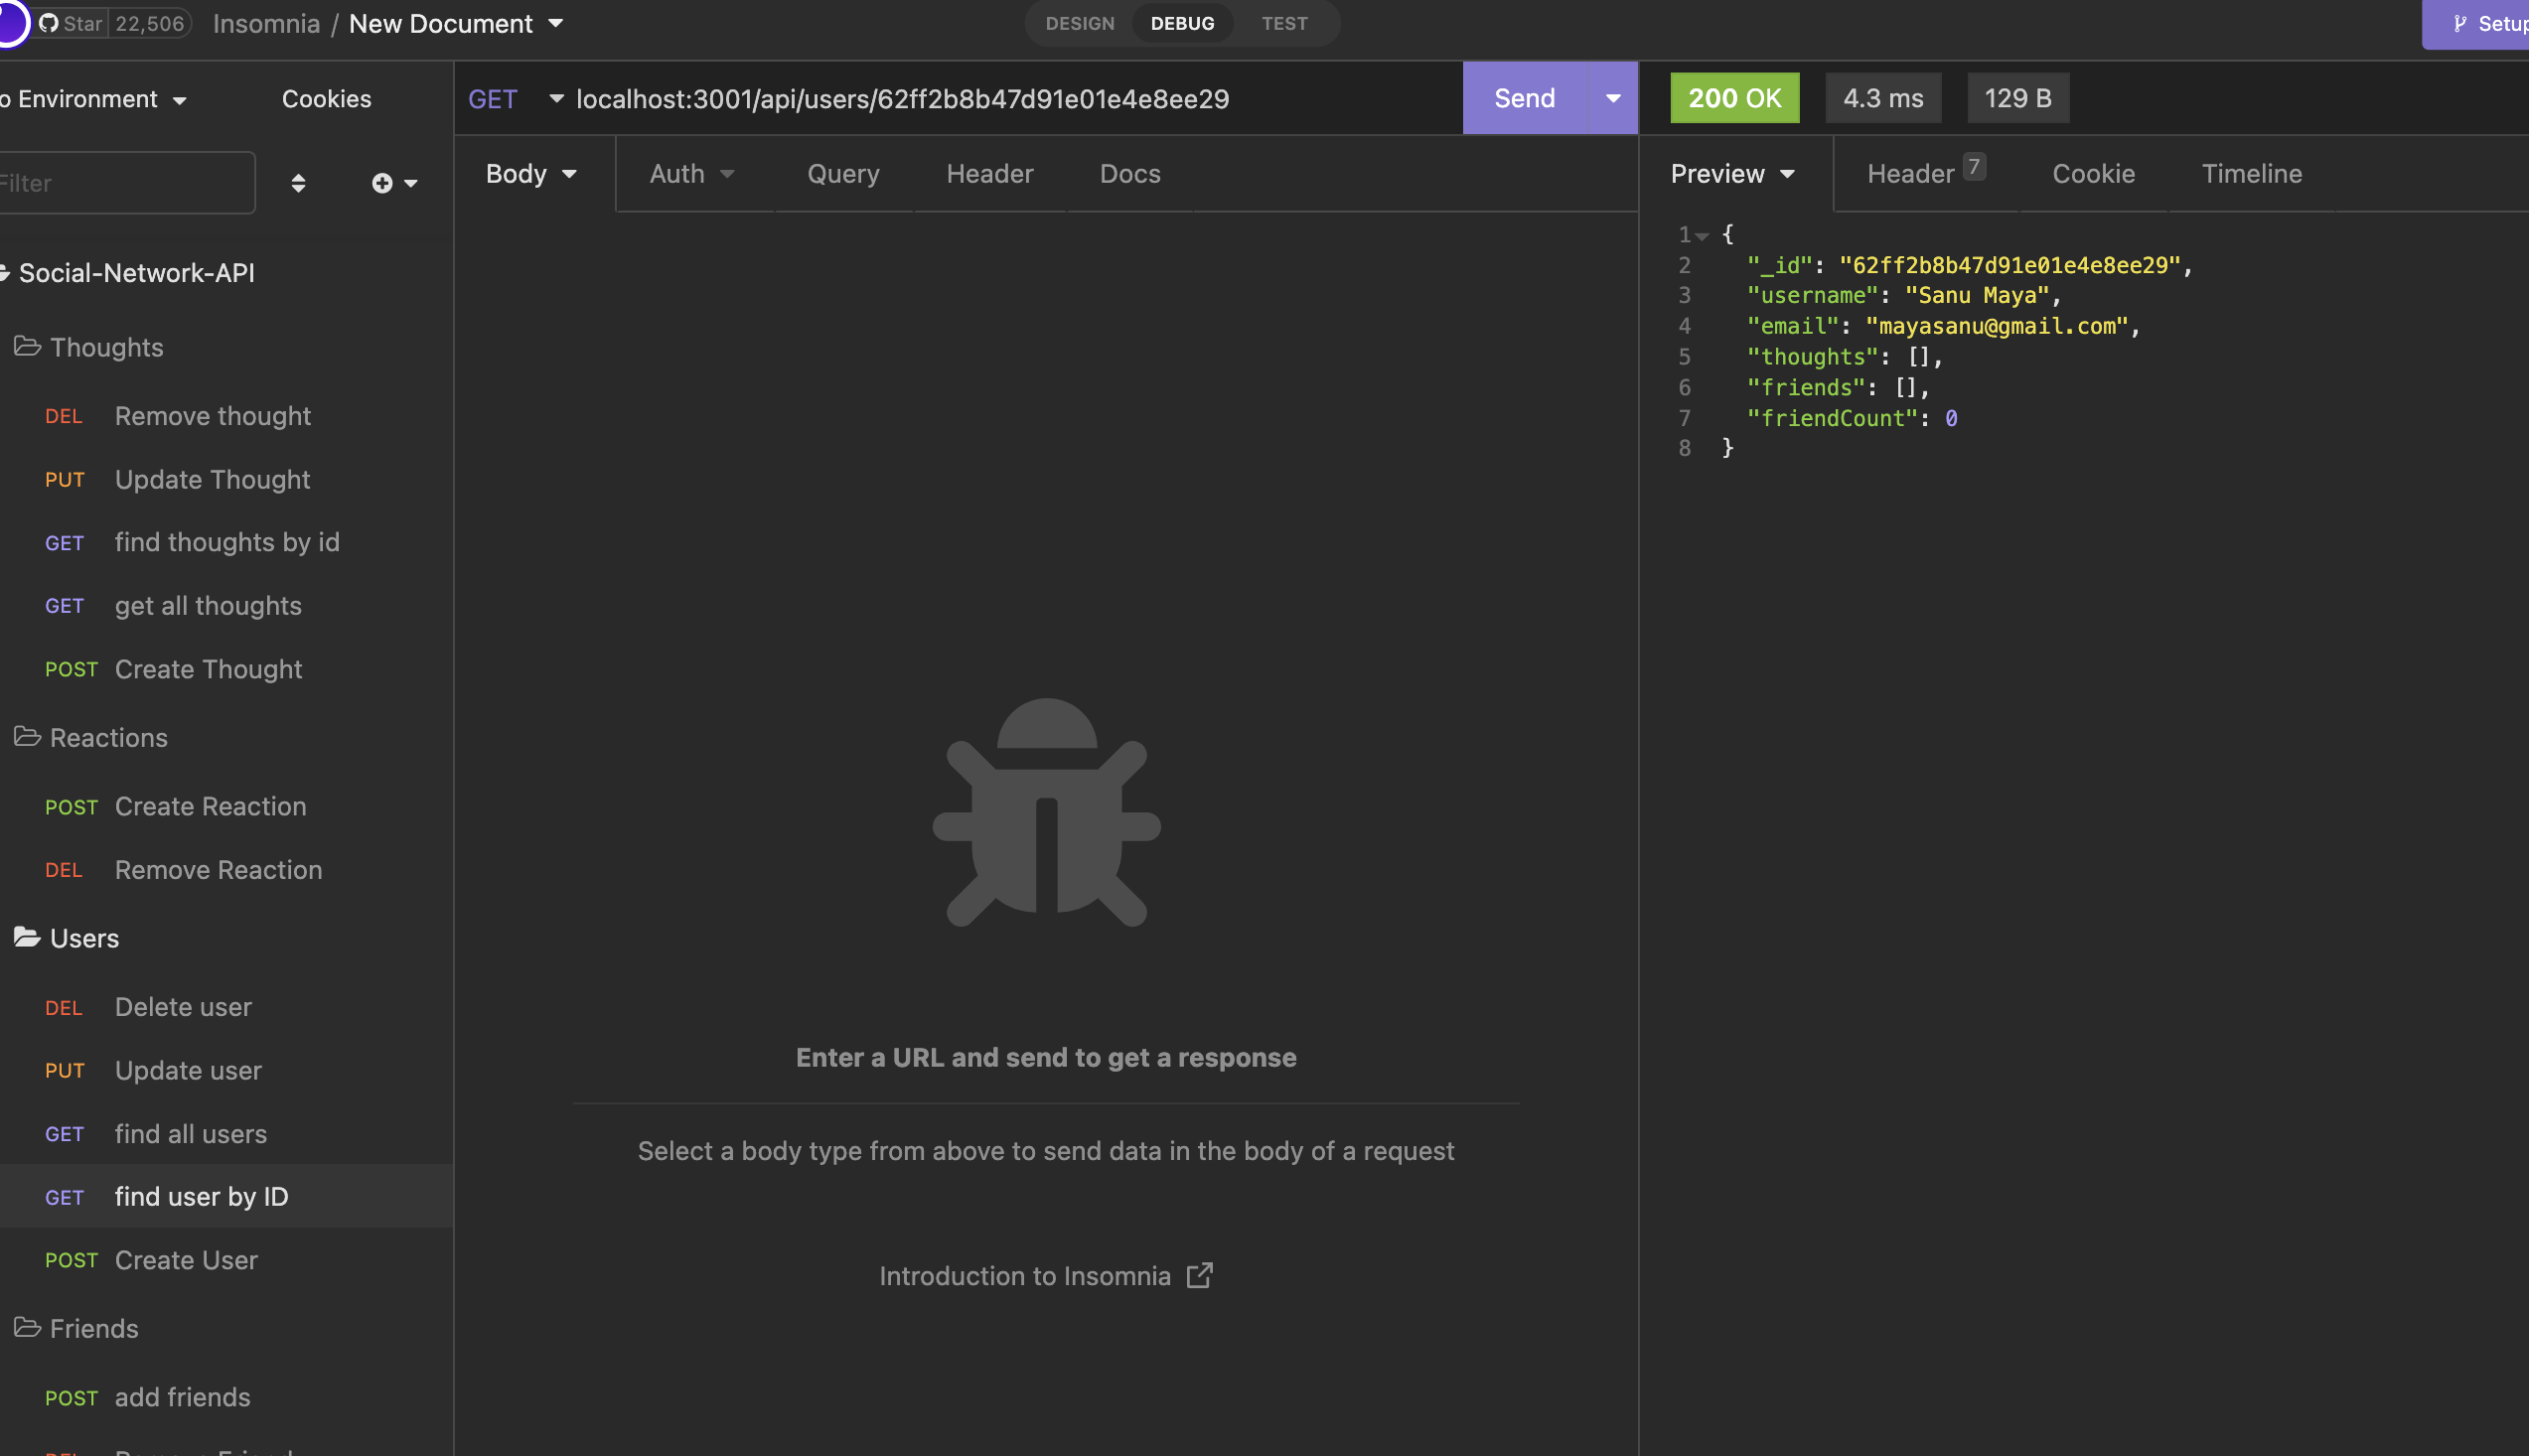 Star 22,506 Insomnia / New Document
DESIGN DEBUG TEST
Environment
Cookies
GET localhost:3001/api/users/62ff2b8b47d91e01e4e8ee29
Send
200 OK 4.3 ms 129 B
Filter
Body Auth Query Header Docs
Preview Header 7 Cookie Timeline
Social-Network-API
Thoughts
DEL Remove thought
PUT Update Thought
GET find thoughts by id
GET get all thoughts
POST Create Thought
Reactions
POST Create Reaction
DEL Remove Reaction
Users
DEL Delete user
PUT Update user
GET find all users
GET find user by ID
POST Create User
Friends
POST add friends
Enter a URL and send to get a response
Select a body type from above to send data in the body of a request
Introduction to Insomnia
1 {
2 "_id": "62ff2b8b47d91e01e4e8ee29",
3 "username": "Sanu Maya",
4 "email": "mayasanu@gmail.com",
5 "thoughts": [],
6 "friends": [],
7 "friendCount": 0
8 }